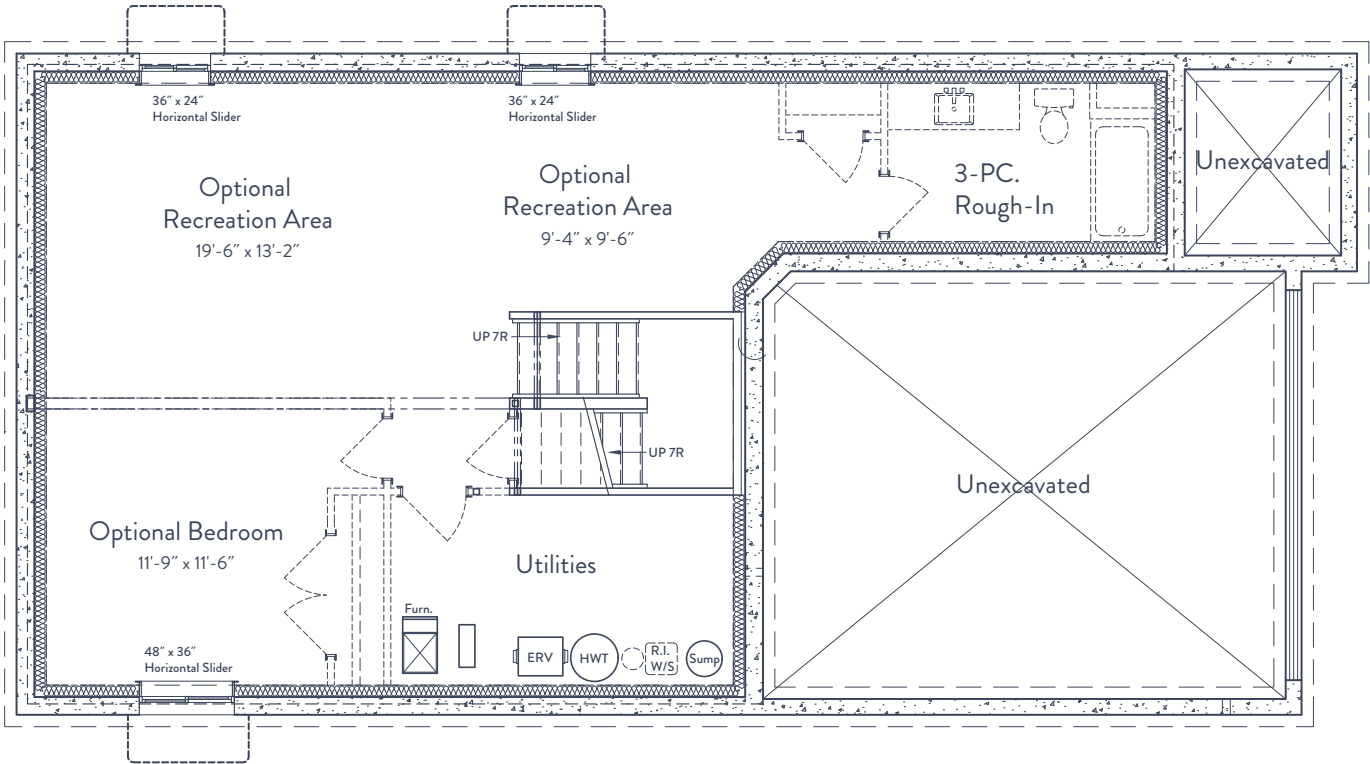 36″ x 24″
Horizontal Slider
36″ x 24″
Horizontal Slider
Optional
Recreation Area
19'-6″ x 13'-2″
Optional
Recreation Area
9'-4″ x 9'-6″
3-PC.
Rough-In
Unexcavated
UP 7R
UP 7R
Unexcavated
Optional Bedroom
11'-9″ x 11'-6″
Utilities
Furn.
ERV
HWT
R.I.
W/S
Sump
48″ x 36″
Horizontal Slider